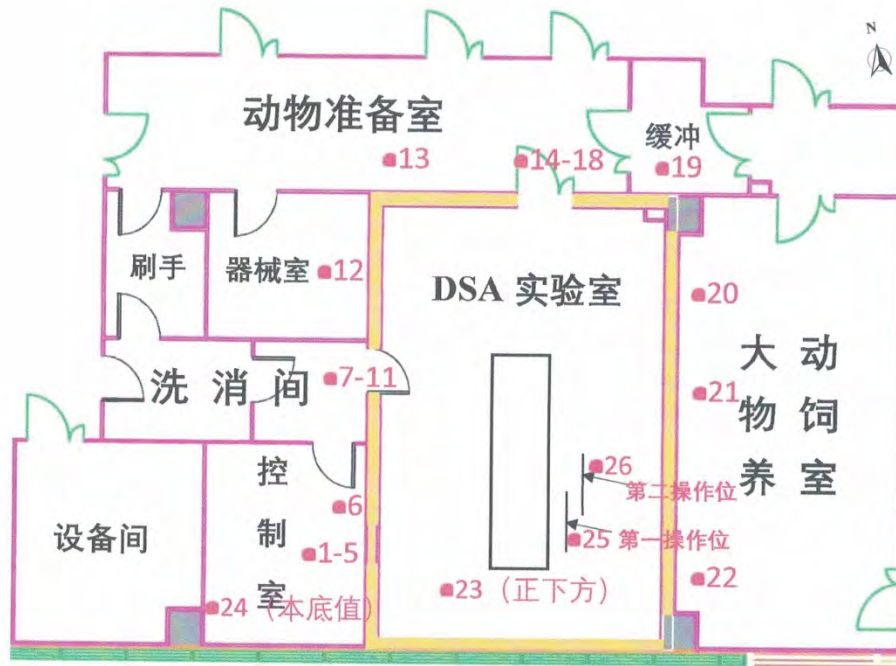 N
动物准备室
缓冲
13
14-18
19
刷手
器械室
12
DSA 实验室
20
大 动
物 饲
养 室
洗 消 间
7-11
21
控
制
室
6
26
第二操作位
设备间
1-5
25 第一操作位
22
23（正下方）
24（本底值）